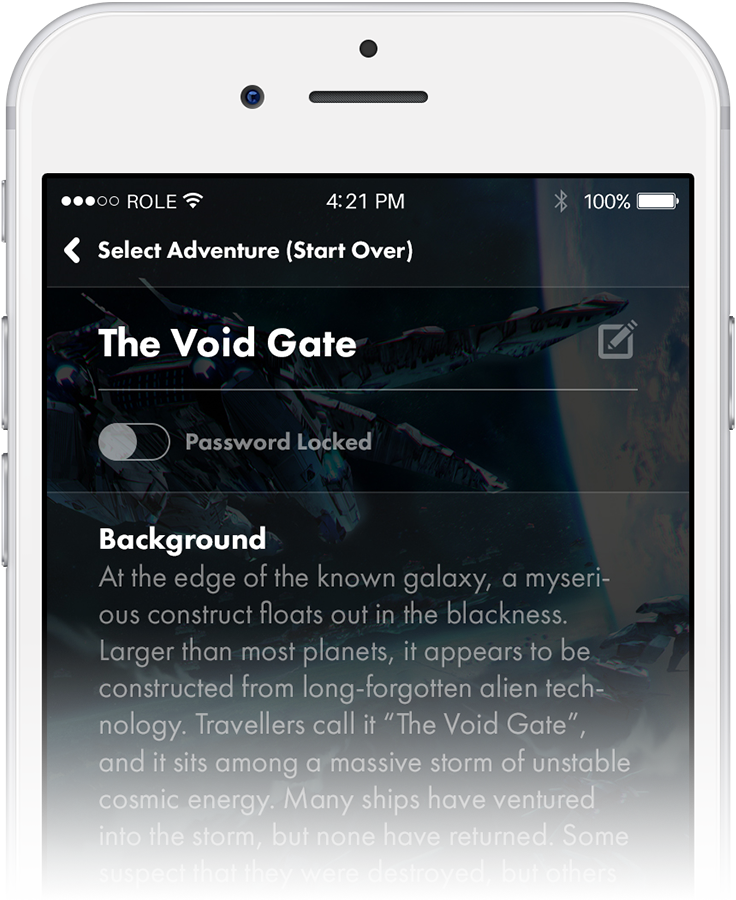 ROLE 4:21 PM 100%
Select Adventure (Start Over)
The Void Gate
Password Locked
Background
At the edge of the known galaxy, a myseri-
ous construct floats out in the blackness.
Larger than most planets, it appears to be
constructed from long-forgotten alien tech-
nology. Travellers call it “The Void Gate”,
and it sits among a massive storm of unstable
cosmic energy. Many ships have ventured
into the storm, but none have returned. Some
suspect that they were destroyed, but others